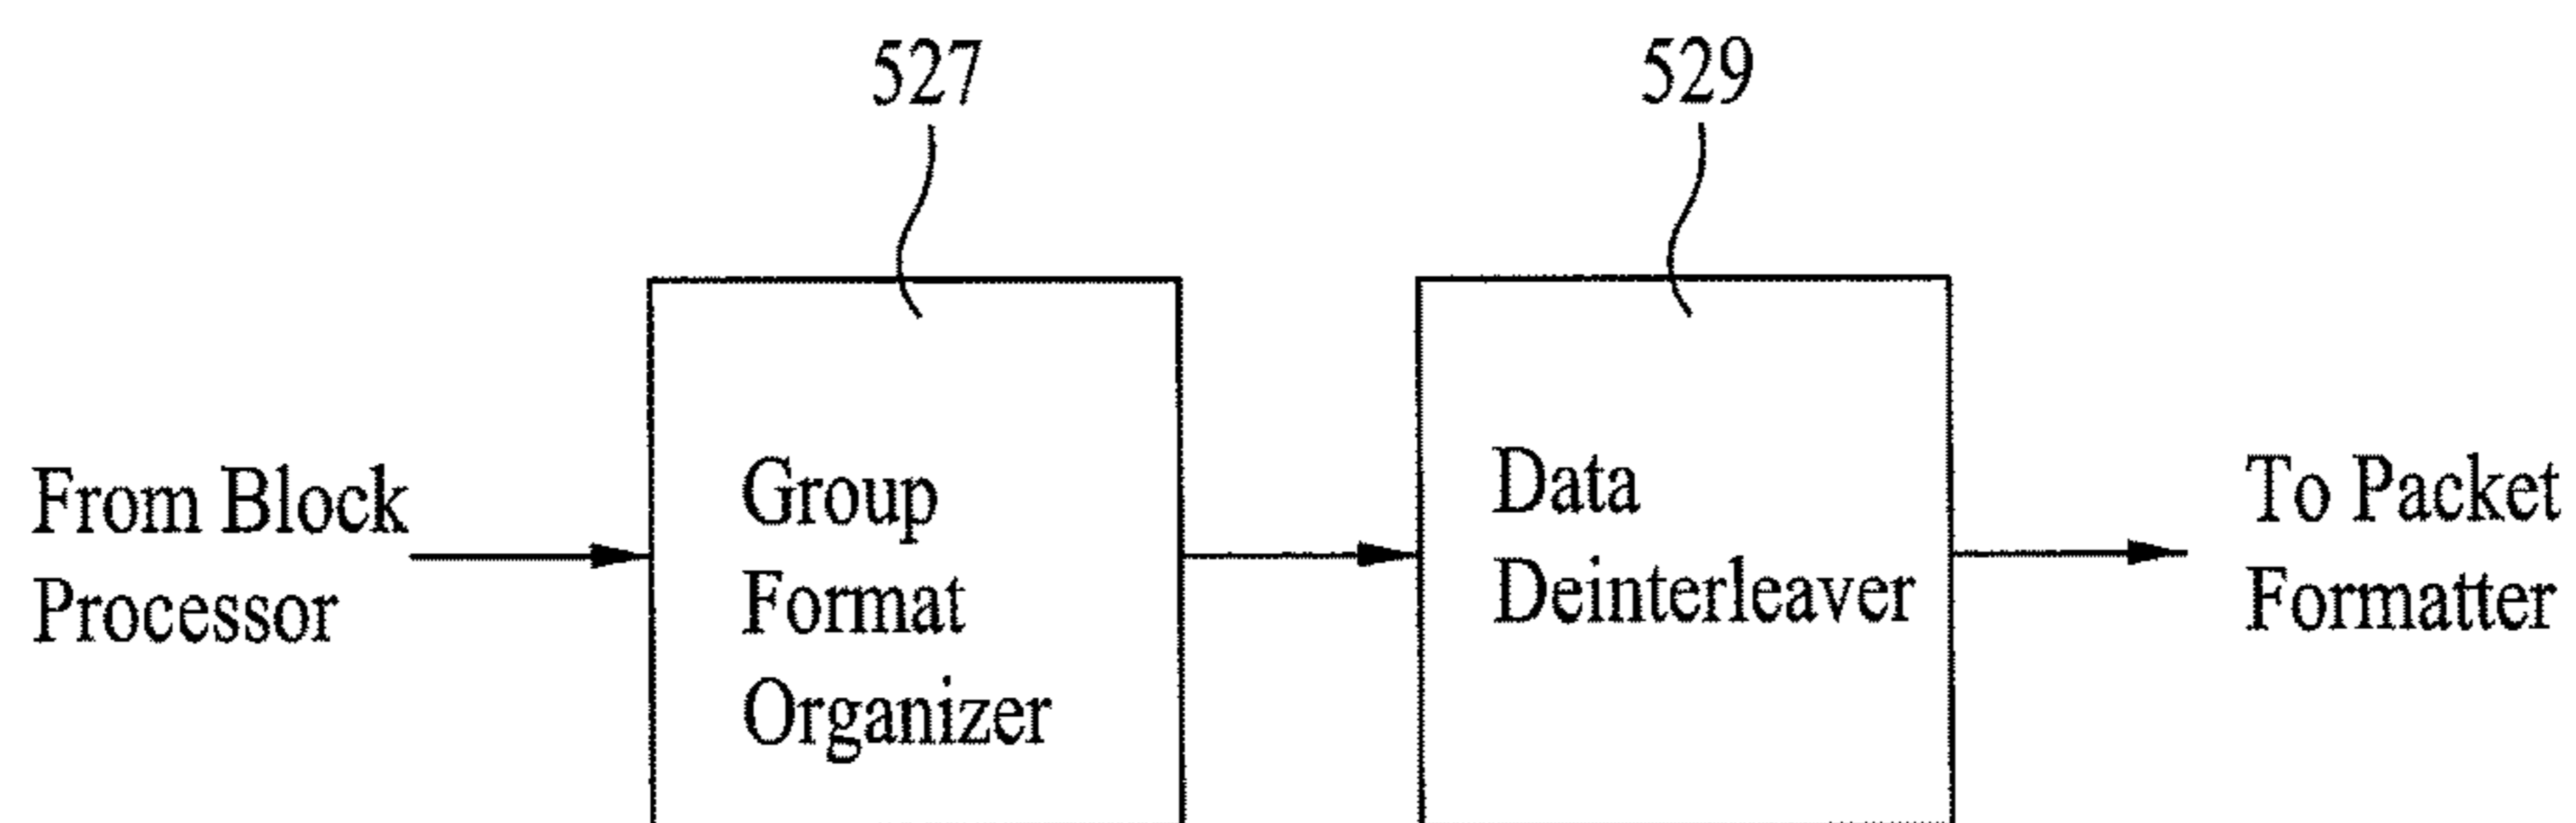 527
529
From Block
Processor
Group
Format
Organizer
Data
Deinterleaver
To Packet
Formatter